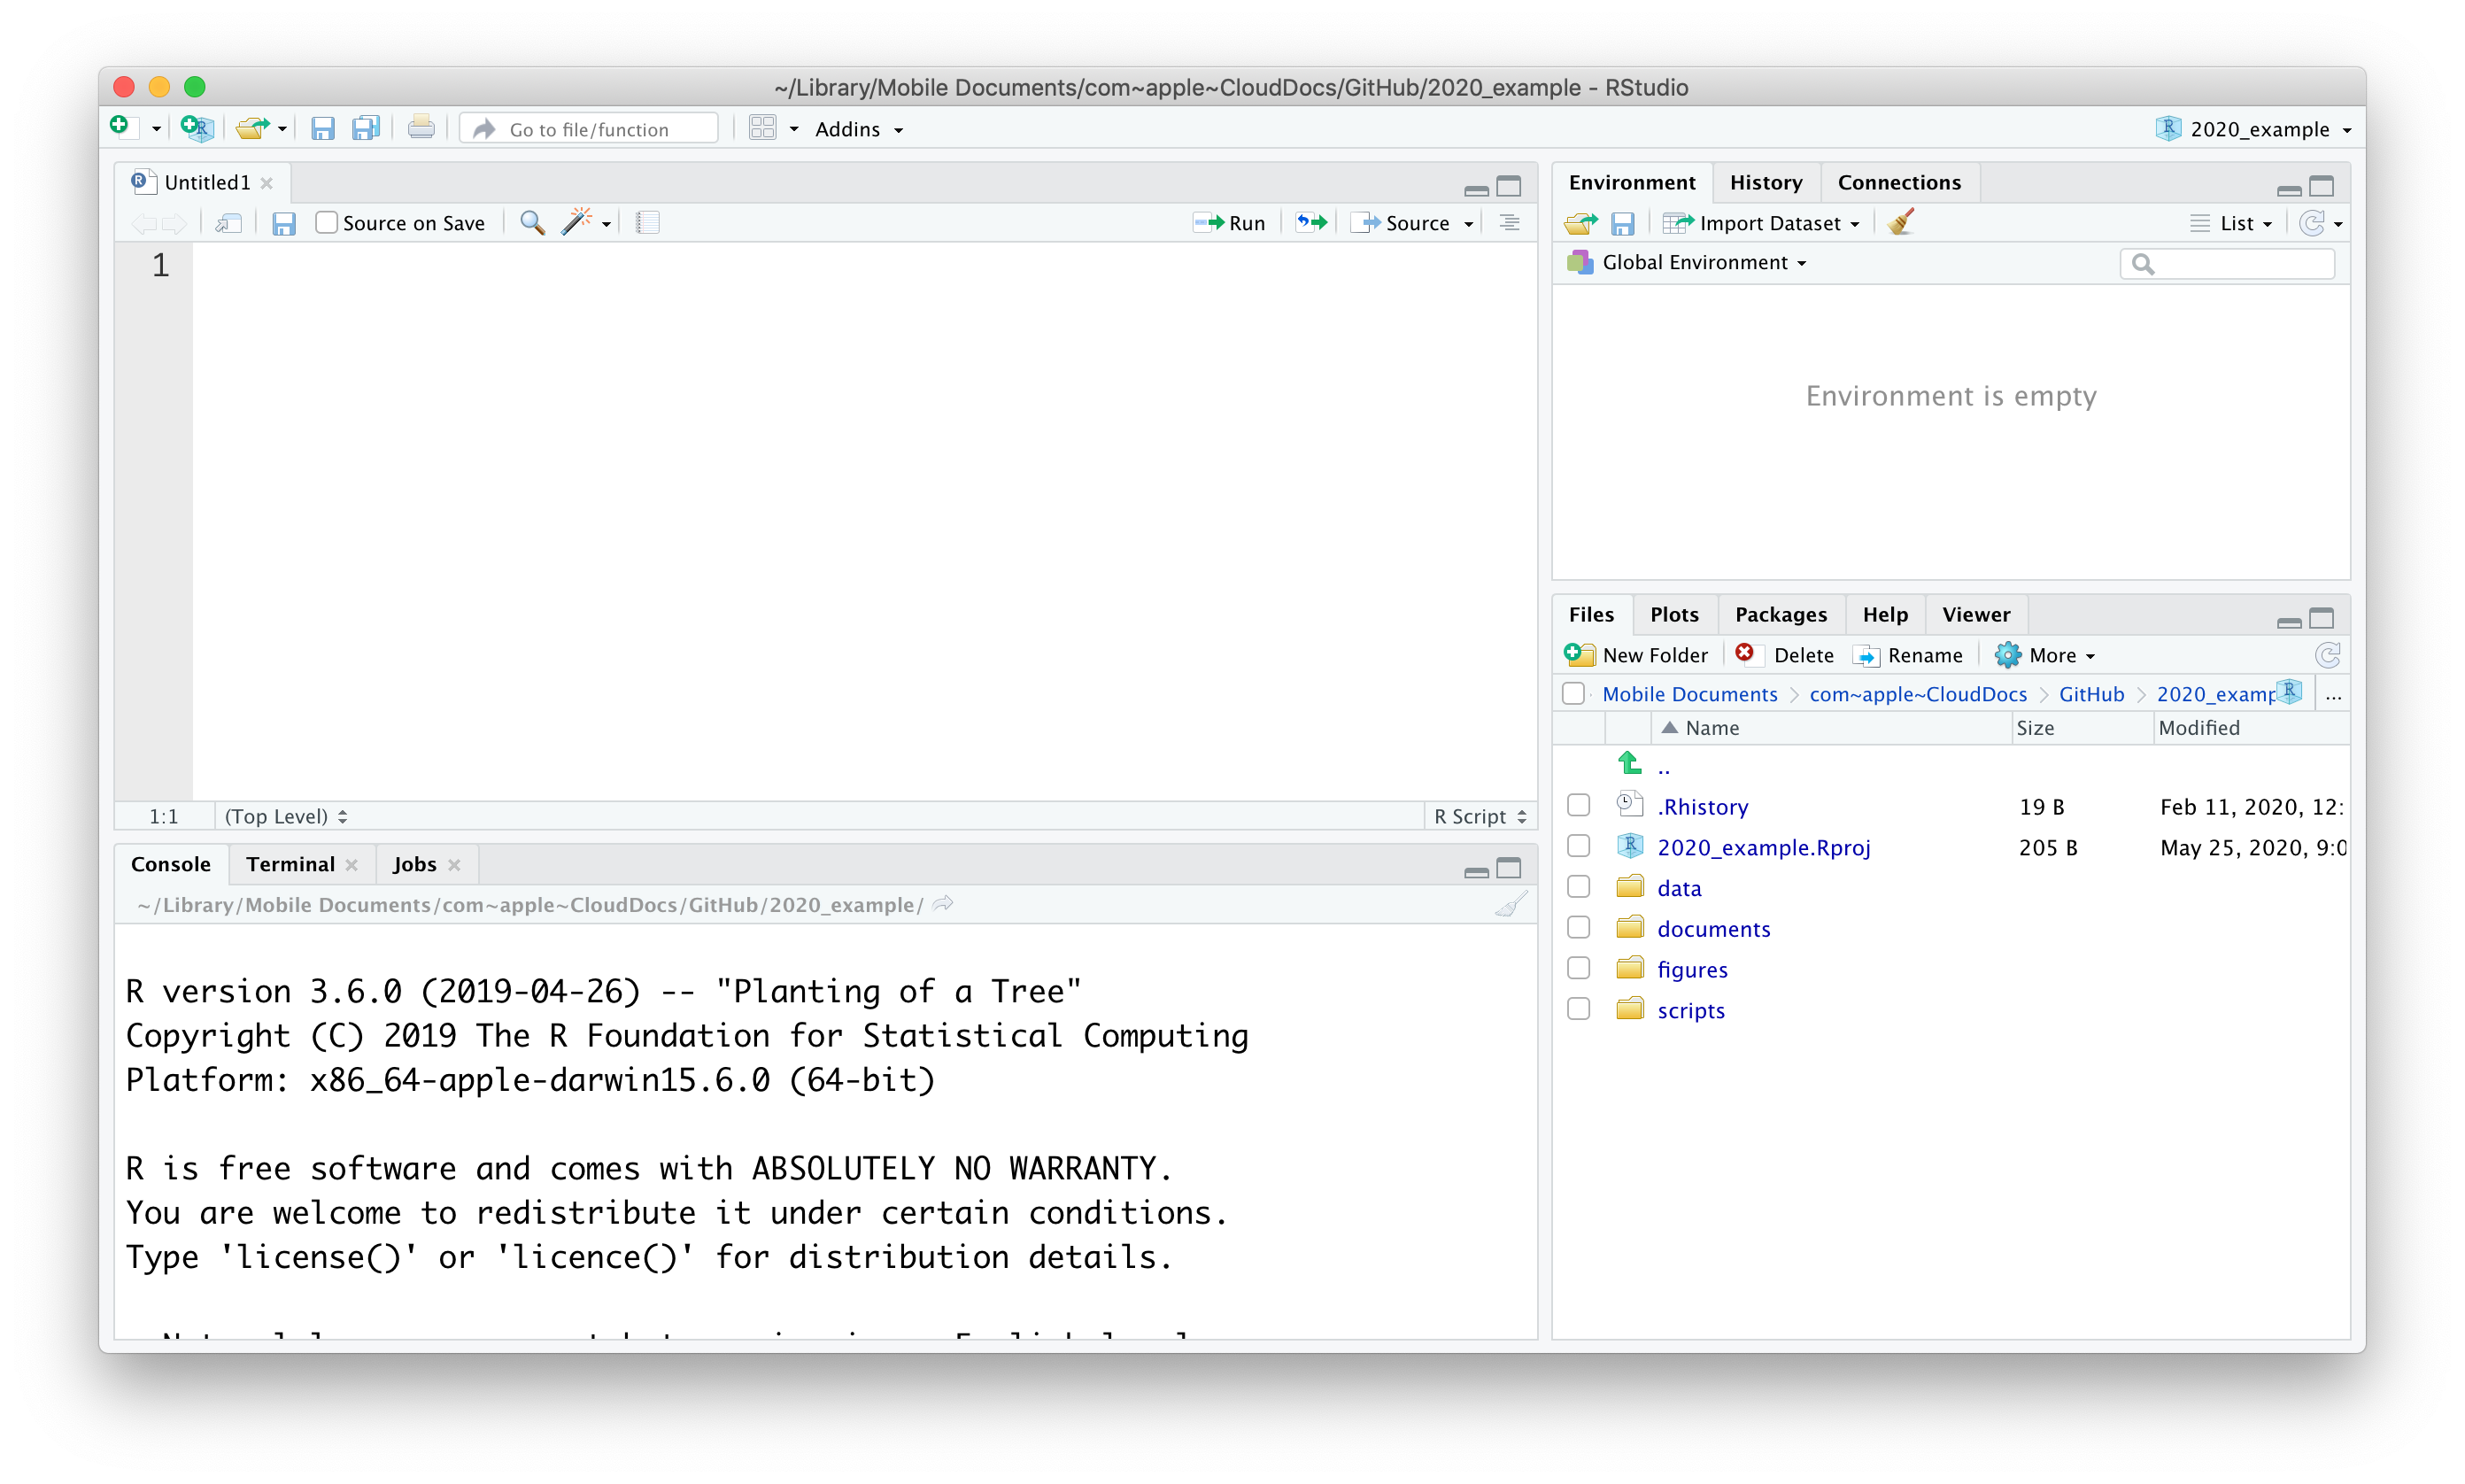 ~/Library/Mobile Documents/com~apple~CloudDocs/GitHub/2020_example - RStudio
Go to file/function
Addins
2020_example
Untitled1
Source on Save
Run
Source
1
1:1
(Top Level)
R Script
Console
Terminal
Jobs
~/Library/Mobile Documents/com~apple~CloudDocs/GitHub/2020_example/
R version 3.6.0 (2019-04-26) -- "Planting of a Tree"
Copyright (C) 2019 The R Foundation for Statistical Computing
Platform: x86_64-apple-darwin15.6.0 (64-bit)
R is free software and comes with ABSOLUTELY NO WARRANTY.
You are welcome to redistribute it under certain conditions.
Type 'license()' or 'licence()' for distribution details.
Environment
History
Connections
Import Dataset
List
Global Environment
Environment is empty
Files
Plots
Packages
Help
Viewer
New Folder
Delete
Rename
More
Mobile Documents > com~apple~CloudDocs > GitHub > 2020_examp
...
Name
Size
Modified
..
.Rhistory 19 B Feb 11, 2020, 12:
2020_example.Rproj 205 B May 25, 2020, 9:0
data
documents
figures
scripts